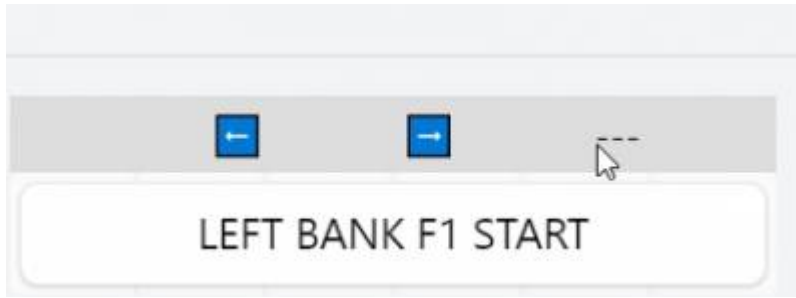 ← → ---
LEFT BANK F1 START